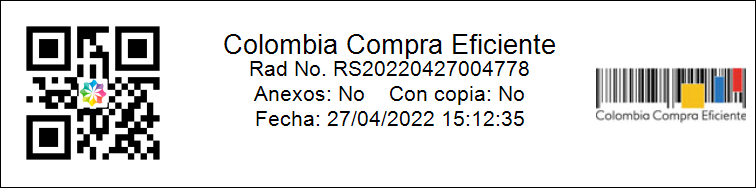 Colombia Compra Eficiente
Rad No. RS20220427004778
Anexos: No    Con copia: No
Fecha: 27/04/2022 15:12:35
Colombia Compra Eficiente